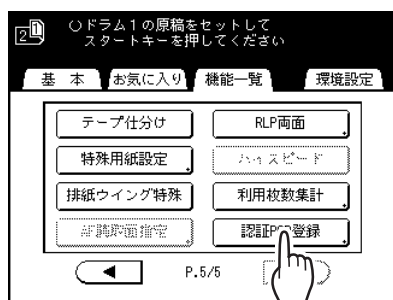 2 1 ○ドラム1の原稿をセットして
スタートキーを押してください
基 本 お気に入り 機能一覧 環境設定
テープ仕分け RLP両面
特殊用紙設定 ハイスピード
排紙ウイング特殊 利用枚数集計
認証 登録
P.5/5